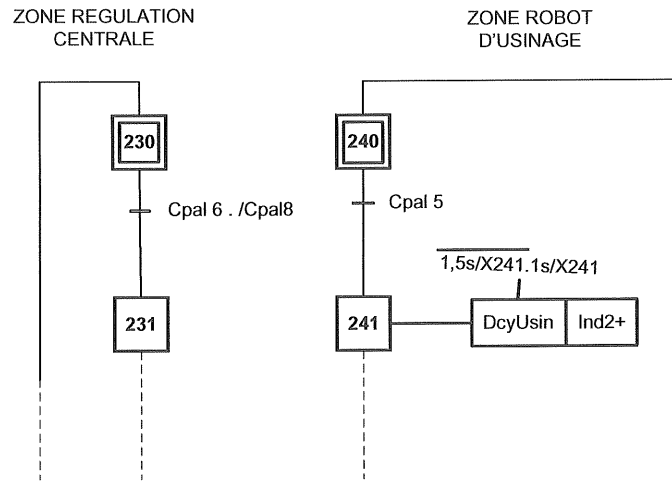 ZONE REGULATION
CENTRALE
ZONE ROBOT
D'USINAGE
230
240
Cpal 6 . /Cpal8
Cpal 5
1,5s/X241.1s/X241
231
241
DcyUsin
Ind2+